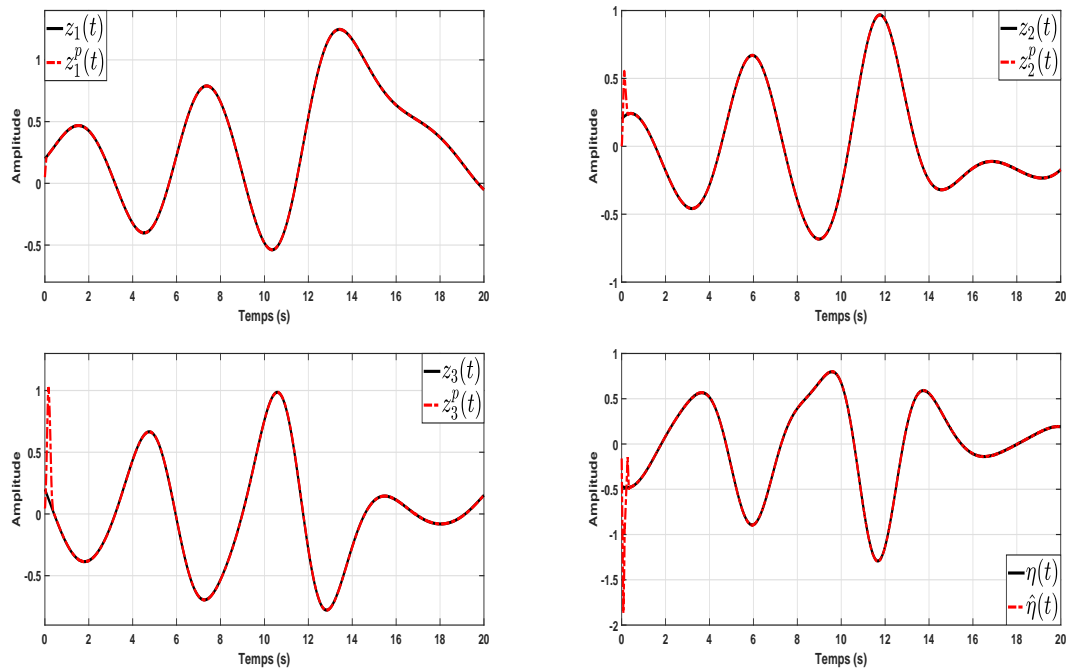 z₁(t)
z₁ᵖ(t)
Amplitude
1
0.5
0
-0.5
0 2 4 6 8 10 12 14 16 18 20
Temps (s)
z₂(t)
z₂ᵖ(t)
Amplitude
1
0.5
0
-0.5
-1
0 2 4 6 8 10 12 14 16 18 20
Temps (s)
z₃(t)
z₃ᵖ(t)
Amplitude
1
0.5
0
-0.5
0 2 4 6 8 10 12 14 16 18 20
Temps (s)
Amplitude
1
0.5
0
-0.5
-1
-1.5
-2
η(t)
η̂(t)
0 2 4 6 8 10 12 14 16 18 20
Temps (s)